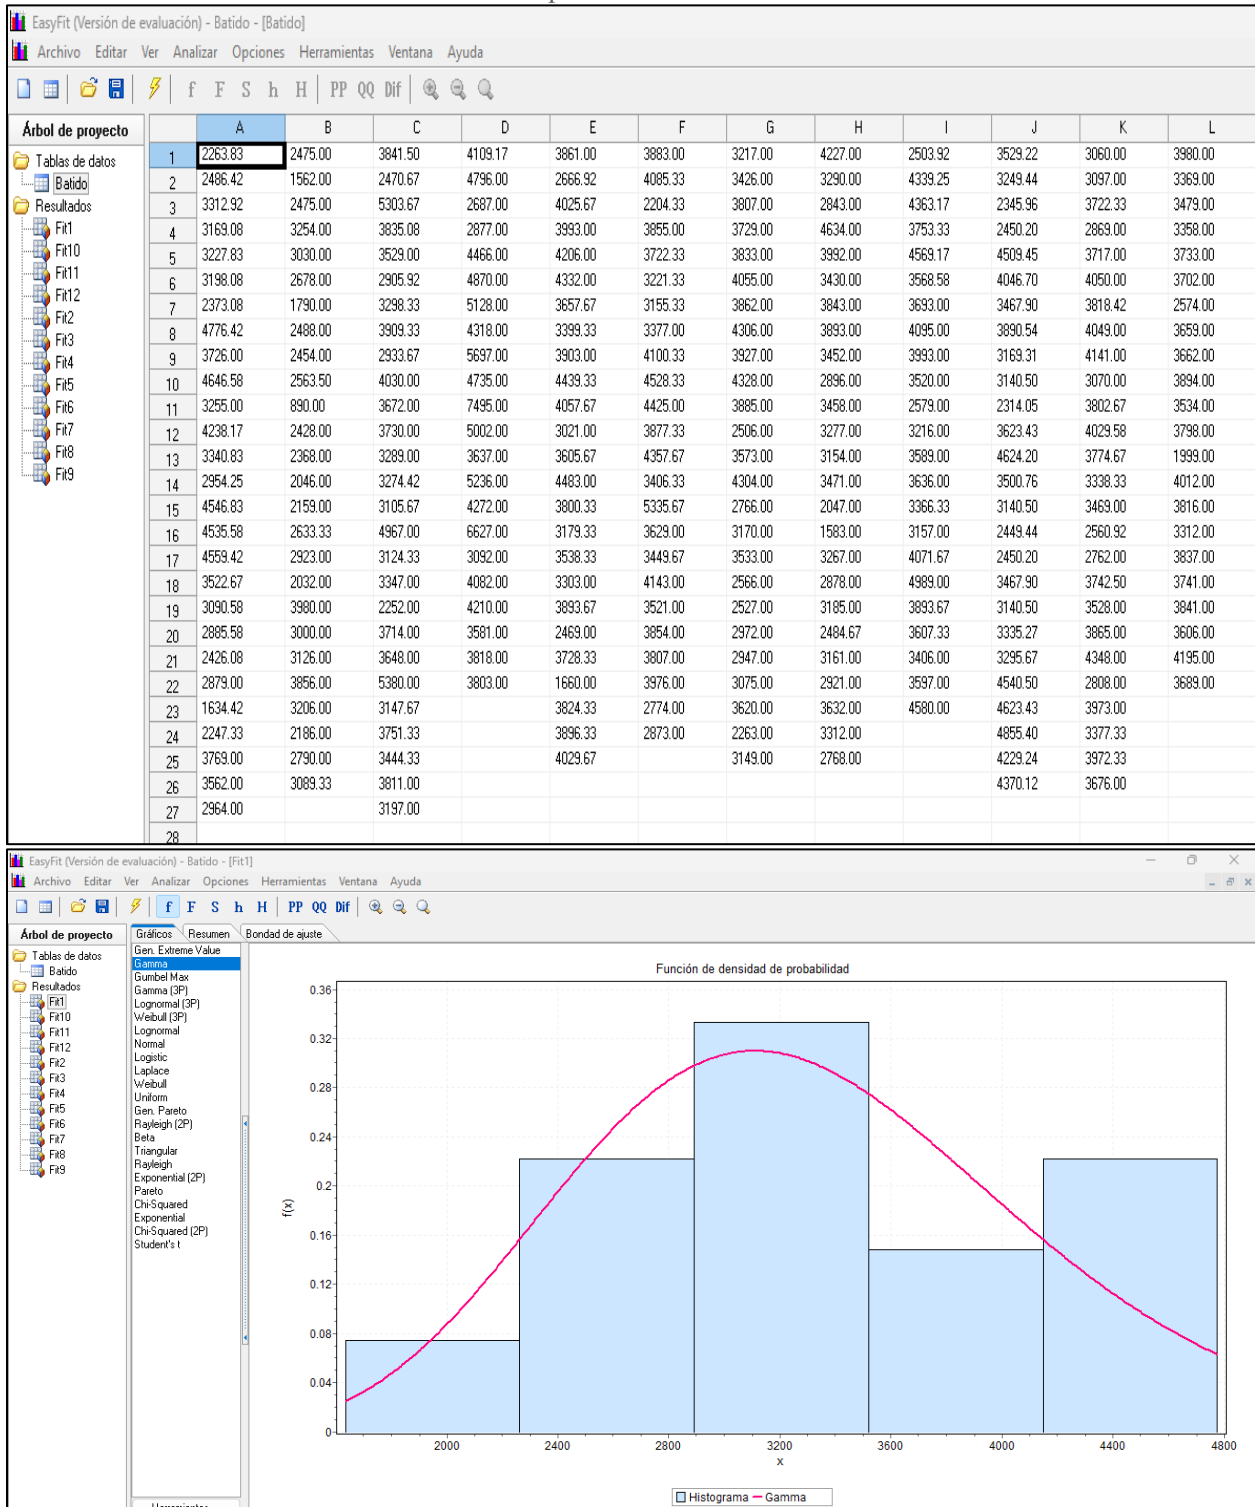 EasyFit (Versión de evaluación) - Batido - [Batido]
Archivo Editar Ver Analizar Opciones Herramientas Ventana Ayuda
f F S h H PP QQ Dif
Árbol de proyecto A B C D E F G H I J K L
Tablas de datos
Batido
Resultados
Fit1
Fit10
Fit11
Fit12
Fit2
Fit3
Fit4
Fit5
Fit6
Fit7
Fit8
Fit9
1 2263.83 2475.00 3841.50 4109.17 3861.00 3883.00 3217.00 4227.00 2503.92 3529.22 3060.00 3980.00
2 2486.42 1562.00 2470.67 4796.00 2666.92 4085.33 3426.00 3290.00 4339.25 3249.44 3097.00 3369.00
3 3312.92 2475.00 5303.67 2687.00 4025.67 2204.33 3807.00 2843.00 4363.17 2345.96 3722.33 3479.00
4 3169.08 3254.00 3835.08 2877.00 3993.00 3855.00 3729.00 4634.00 3753.33 2450.20 2869.00 3358.00
5 3227.83 3030.00 3529.00 4466.00 4206.00 3722.33 3833.00 3992.00 4569.17 4509.45 3717.00 3733.00
6 3198.08 2678.00 2905.92 4870.00 4332.00 3221.33 4055.00 3430.00 3568.58 4046.70 4050.00 3702.00
7 2373.08 1790.00 3298.33 5128.00 3657.67 3155.33 3862.00 3843.00 3693.00 3467.90 3818.42 2574.00
8 4776.42 2488.00 3909.33 4318.00 3399.33 3377.00 4306.00 3893.00 4095.00 3890.54 4049.00 3659.00
9 3726.00 2454.00 2933.67 5697.00 3903.00 4100.33 3927.00 3452.00 3993.00 3169.31 4141.00 3662.00
10 4646.58 2563.50 4030.00 4735.00 4439.33 4528.33 4328.00 2896.00 3520.00 3140.50 3070.00 3894.00
11 3255.00 890.00 3672.00 7495.00 4057.67 4425.00 3885.00 3458.00 2579.00 2314.05 3802.67 3534.00
12 4238.17 2428.00 3730.00 5002.00 3021.00 3877.33 2506.00 3277.00 3216.00 3623.43 4029.58 3798.00
13 3340.83 2368.00 3289.00 3637.00 3605.67 4357.67 3573.00 3154.00 3589.00 4624.20 3774.67 1999.00
14 2954.25 2046.00 3274.42 5236.00 4483.00 3406.33 4304.00 3471.00 3636.00 3500.76 3338.33 4012.00
15 4546.83 2159.00 3105.67 4272.00 3800.33 5335.67 2766.00 2047.00 3366.33 3140.50 3469.00 3816.00
16 4535.58 2633.33 4967.00 6627.00 3179.33 3629.00 3170.00 1583.00 3157.00 2449.44 2560.92 3312.00
17 4559.42 2923.00 3124.33 3092.00 3538.33 3449.67 3533.00 3267.00 4071.67 2450.20 2762.00 3837.00
18 3522.67 2032.00 3347.00 4082.00 3303.00 4143.00 2566.00 2878.00 4989.00 3467.90 3742.50 3741.00
19 3090.58 3980.00 2252.00 4210.00 3893.67 3521.00 2527.00 3185.00 3893.67 3140.50 3528.00 3841.00
20 2885.58 3000.00 3714.00 3581.00 2469.00 3854.00 2972.00 2484.67 3607.33 3335.27 3865.00 3606.00
21 2426.08 3126.00 3648.00 3818.00 3728.33 3807.00 2947.00 3161.00 3406.00 3295.67 4348.00 4195.00
22 2879.00 3856.00 5380.00 3803.00 1660.00 3976.00 3075.00 2921.00 3597.00 4540.50 2808.00 3689.00
23 1634.42 3206.00 3147.67 3824.33 2774.00 3620.00 3632.00 4580.00 4623.43 3973.00
24 2247.33 2186.00 3751.33 3896.33 2873.00 2263.00 3312.00 4855.40 3377.33
25 3769.00 2790.00 3444.33 4029.67 3149.00 2768.00 4229.24 3972.33
26 3562.00 3089.33 3811.00 4370.12 3676.00
27 2964.00 3197.00
28
EasyFit (Versión de evaluación) - Batido - [Fit1]
Archivo Editar Ver Analizar Opciones Herramientas Ventana Ayuda
f F S h H PP QQ Dif
Árbol de proyecto
Tablas de datos
Batido
Resultados
Fit1
Fit10
Fit11
Fit12
Fit2
Fit3
Fit4
Fit5
Fit6
Fit7
Fit8
Fit9
Gráficos Resumen Bondad de ajuste
Gen. Extreme Value
Gamma
Gumbel Max
Gamma (3P)
Lognormal (3P)
Weibull (3P)
Lognormal
Normal
Logistic
Laplace
Weibull
Uniform
Gen. Pareto
Rayleigh (2P)
Beta
Triangular
Rayleigh
Exponential (2P)
Pareto
Chi-Squared
Exponential
Chi-Squared (2P)
Student's t
Función de densidad de probabilidad
f(x)
0.36
0.32
0.28
0.24
0.2
0.16
0.12
0.08
0.04
0
2000 2400 2800 3200 3600 4000 4400 4800
x
Histograma Gamma